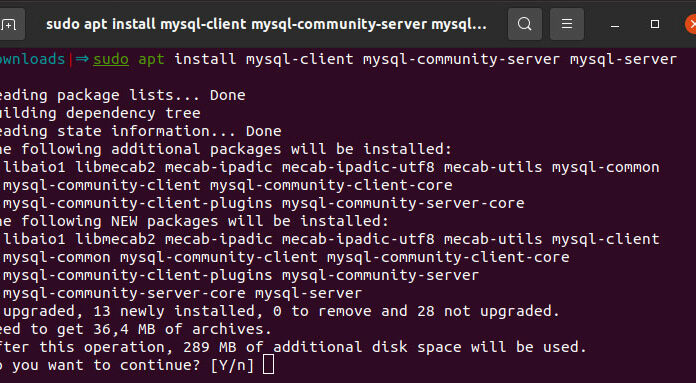 sudo apt install mysql-client mysql-community-server mysql...
ownloads|⇒ sudo apt install mysql-client mysql-community-server mysql-server
eading package lists... Done
uilding dependency tree
eading state information... Done
he following additional packages will be installed:
libaio1 libmecab2 mecab-ipadic mecab-ipadic-utf8 mecab-utils mysql-common
mysql-community-client mysql-community-client-core
mysql-community-client-plugins mysql-community-server-core
he following NEW packages will be installed:
libaio1 libmecab2 mecab-ipadic mecab-ipadic-utf8 mecab-utils mysql-client
mysql-common mysql-community-client mysql-community-client-core
mysql-community-client-plugins mysql-community-server
mysql-community-server-core mysql-server
upgraded, 13 newly installed, 0 to remove and 28 not upgraded.
eed to get 36,4 MB of archives.
fter this operation, 289 MB of additional disk space will be used.
o you want to continue? [Y/n]